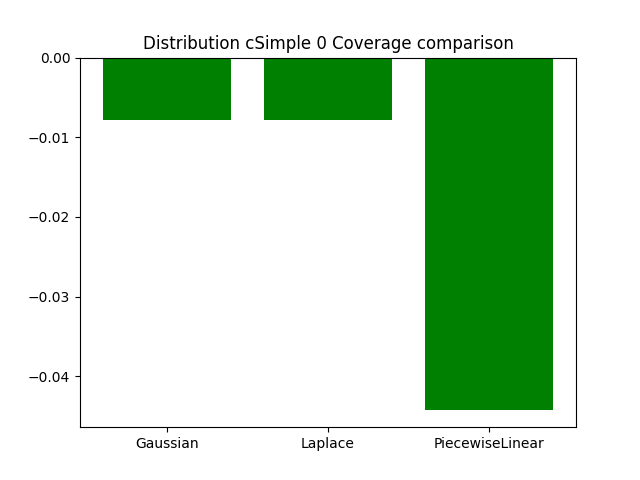 Distribution cSimple 0 Coverage comparison
0.00
−0.01
−0.02
−0.03
−0.04
Gaussian
Laplace
PiecewiseLinear